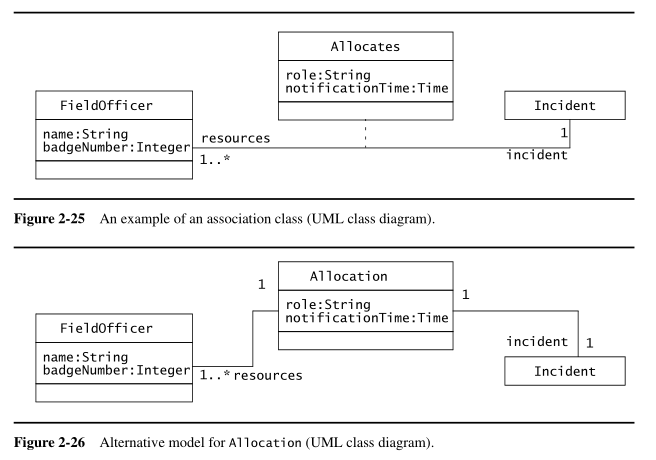 Allocates
role:String
notificationTime:Time
FieldOfficer
name:String
badgeNumber:Integer
resources
1..*
Incident
1
incident
Figure 2-25 An example of an association class (UML class diagram).
1
Allocation
role:String
notificationTime:Time
1
FieldOfficer
name:String
badgeNumber:Integer
1..* resources
incident 1
Incident
Figure 2-26 Alternative model for Allocation (UML class diagram).